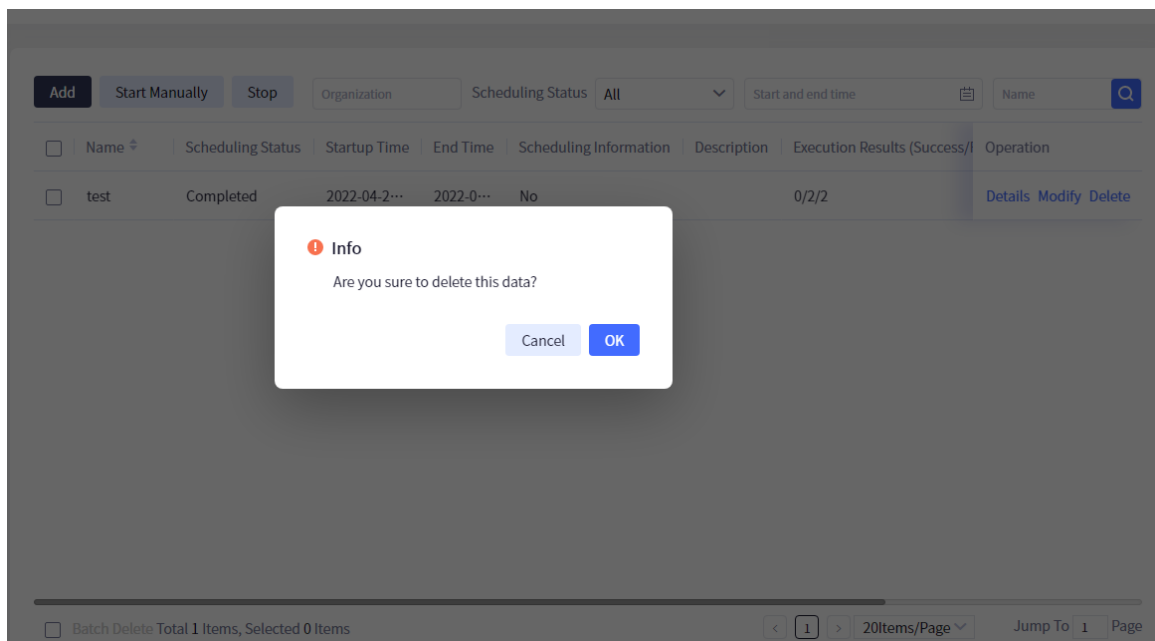 Add Start Manually Stop Organization Scheduling Status All Start and end time Name
Name Scheduling Status Startup Time End Time Scheduling Information Description Execution Results (Success/ Operation
test Completed 2022-04-2··· 2022-0··· No 0/2/2 Details Modify Delete
Info
Are you sure to delete this data?
Cancel OK
Batch Delete Total 1 Items, Selected 0 Items < 1 > 20Items/Page Jump To 1 Page